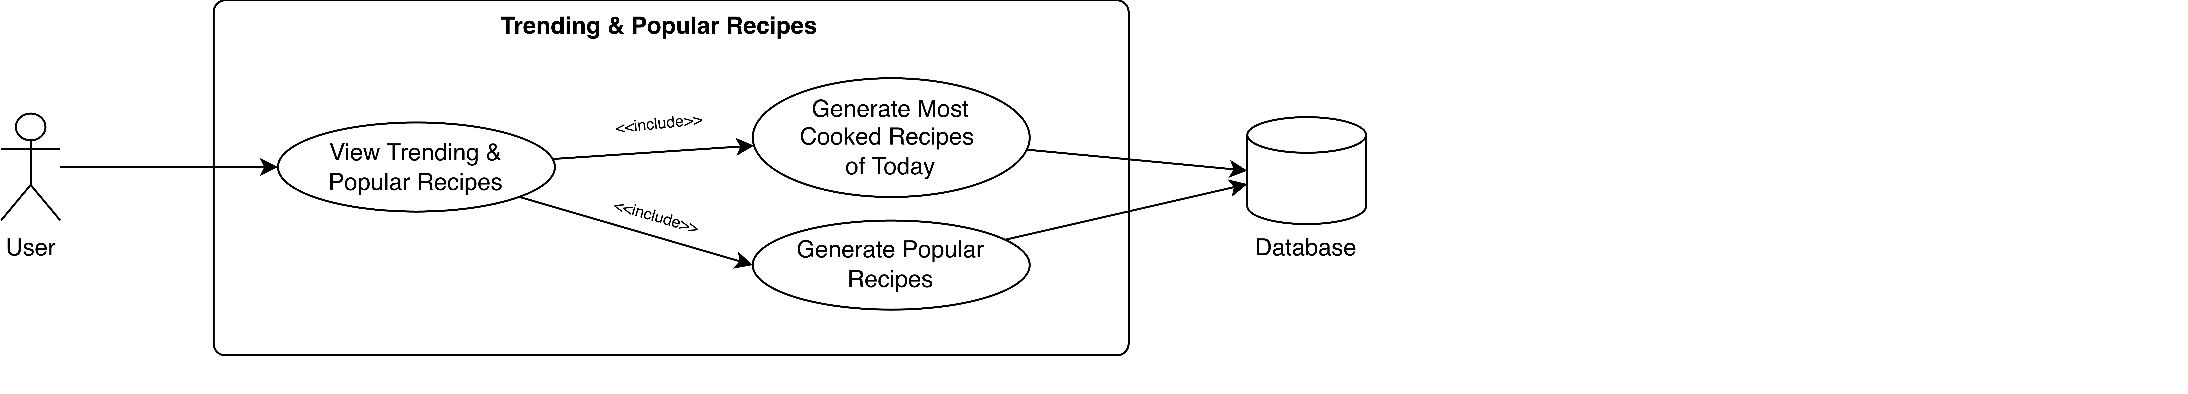 Trending & Popular Recipes
User
View Trending &
Popular Recipes
<<include>>
<<include>>
Generate Most
Cooked Recipes
of Today
Generate Popular
Recipes
Database